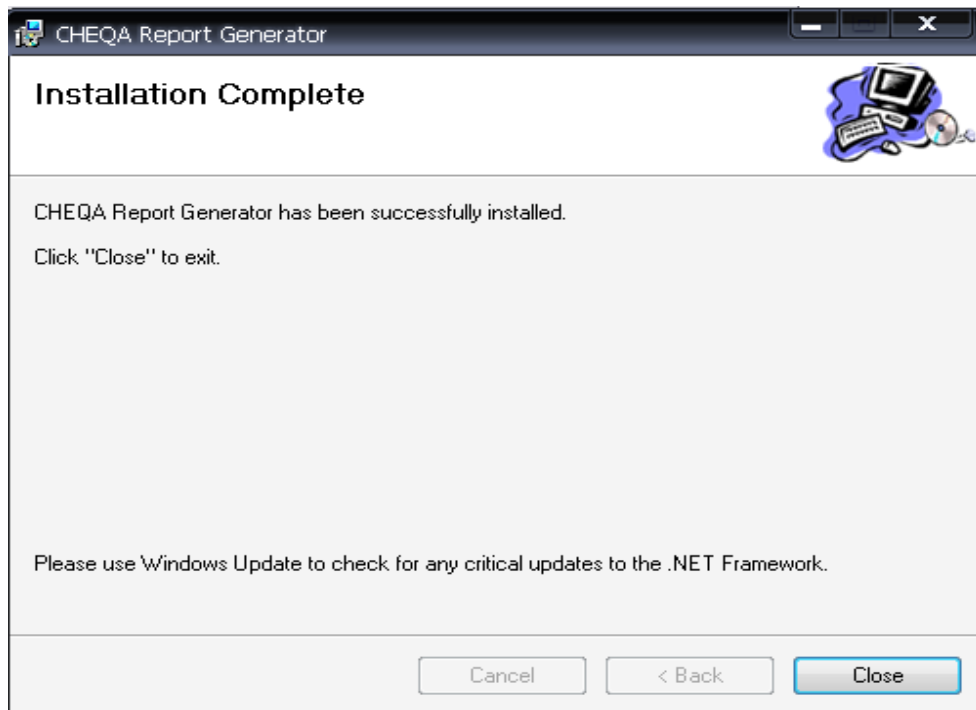 CHEQA Report Generator
Installation Complete
CHEQA Report Generator has been successfully installed.
Click "Close" to exit.
Please use Windows Update to check for any critical updates to the .NET Framework.
Cancel
< Back
Close